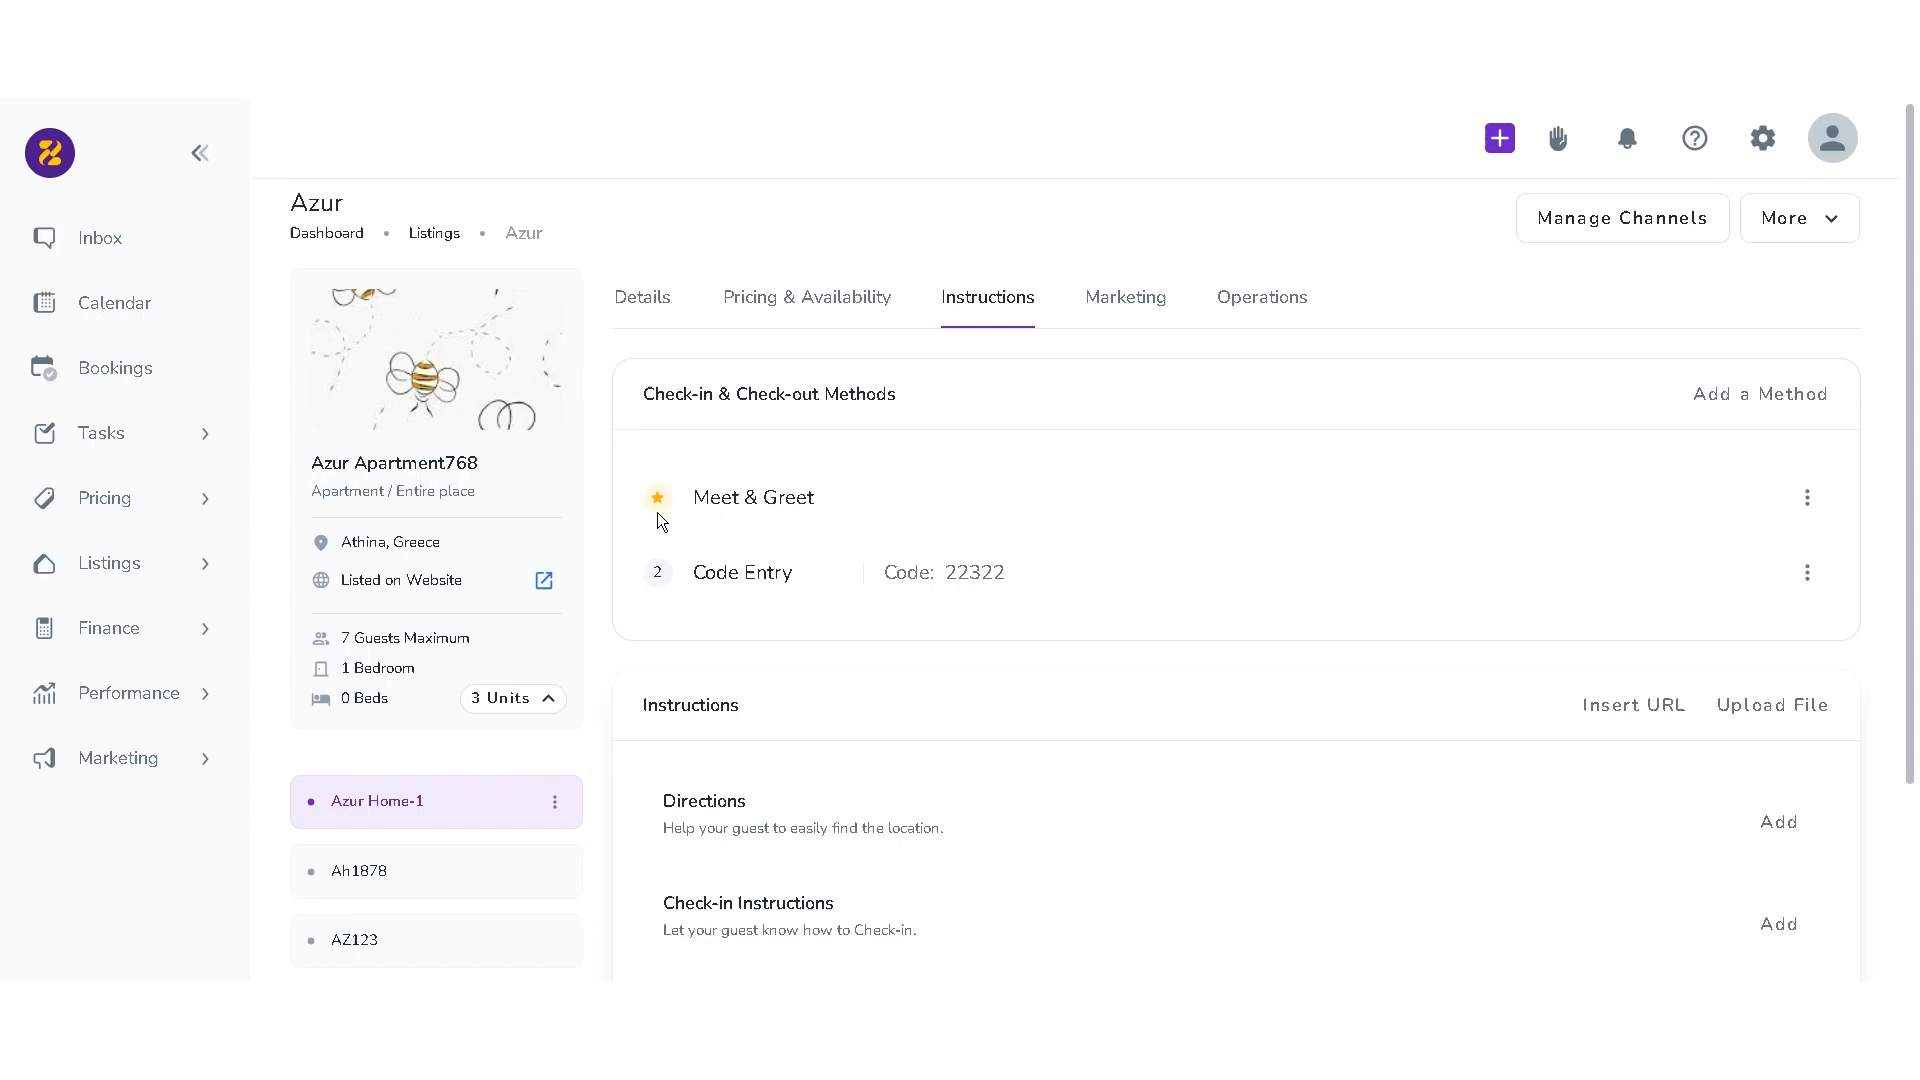 Inbox
Calendar
Bookings
Tasks
Pricing
Listings
Finance
Performance
Marketing
Azur
Dashboard • Listings • Azur
Manage Channels
More
Azur Apartment768
Apartment / Entire place
Athina, Greece
Listed on Website
7 Guests Maximum
1 Bedroom
0 Beds
3 Units
Azur Home-1
Ah1878
AZ123
Details Pricing & Availability Instructions Marketing Operations
Check-in & Check-out Methods Add a Method
Meet & Greet
2 Code Entry Code: 22322
Instructions Insert URL Upload File
Directions
Help your guest to easily find the location.
Add
Check-in Instructions
Let your guest know how to Check-in.
Add